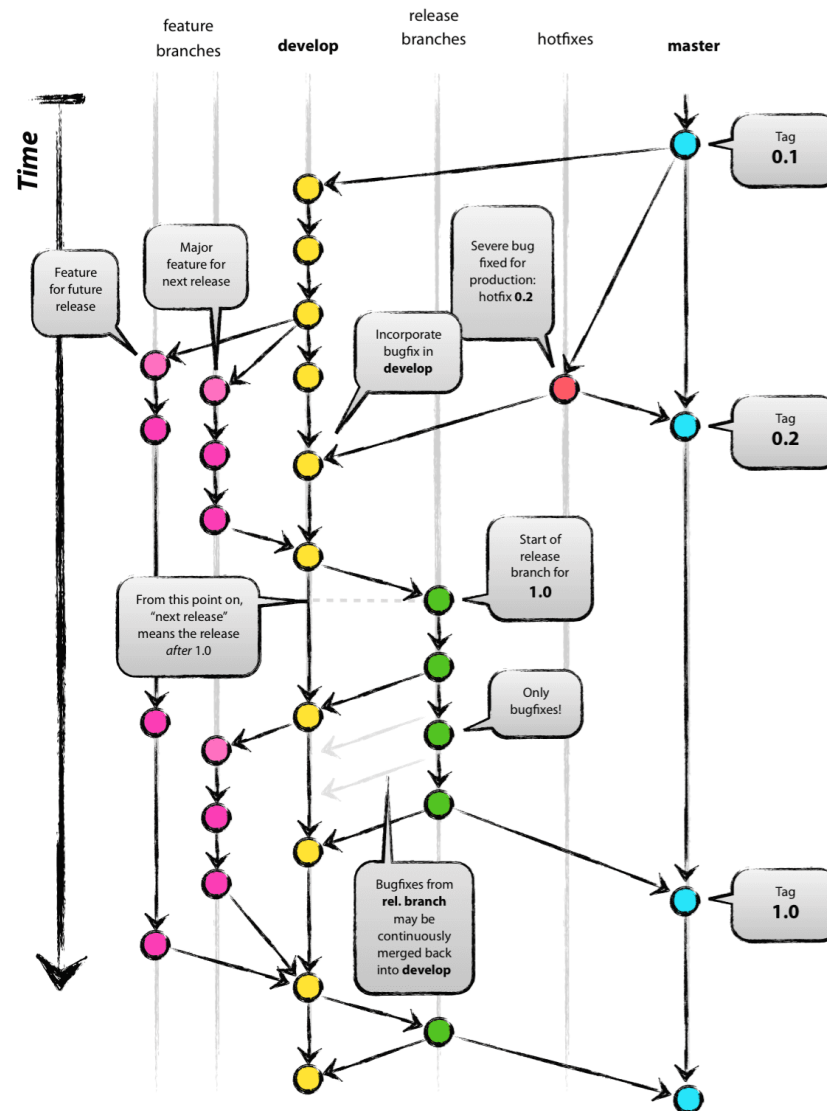 feature
branches
develop
release
branches
hotfixes
master
Time
Tag
0.1
Major
feature for
next release
Feature
for future
release
Severe bug
fixed for
production:
hotfix 0.2
Incorporate
bugfix in
develop
Tag
0.2
Start of
release
branch for
1.0
From this point on,
“next release”
means the release
after 1.0
Only
bugfixes!
Bugfixes from
rel. branch
may be
continuously
merged back
into develop
Tag
1.0